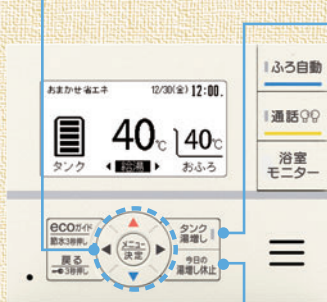 おまかせ省エネ 12/30(金) 12:00.
40℃ 40℃
タンク ◀ 給湯 ▶ おふろ
ふろ自動
通話
浴室
モニター
ecoガイド
節水3秒押し
戻る
3秒押し
メニュー
決定
タンク
湯増し
今日の
湯増し休止